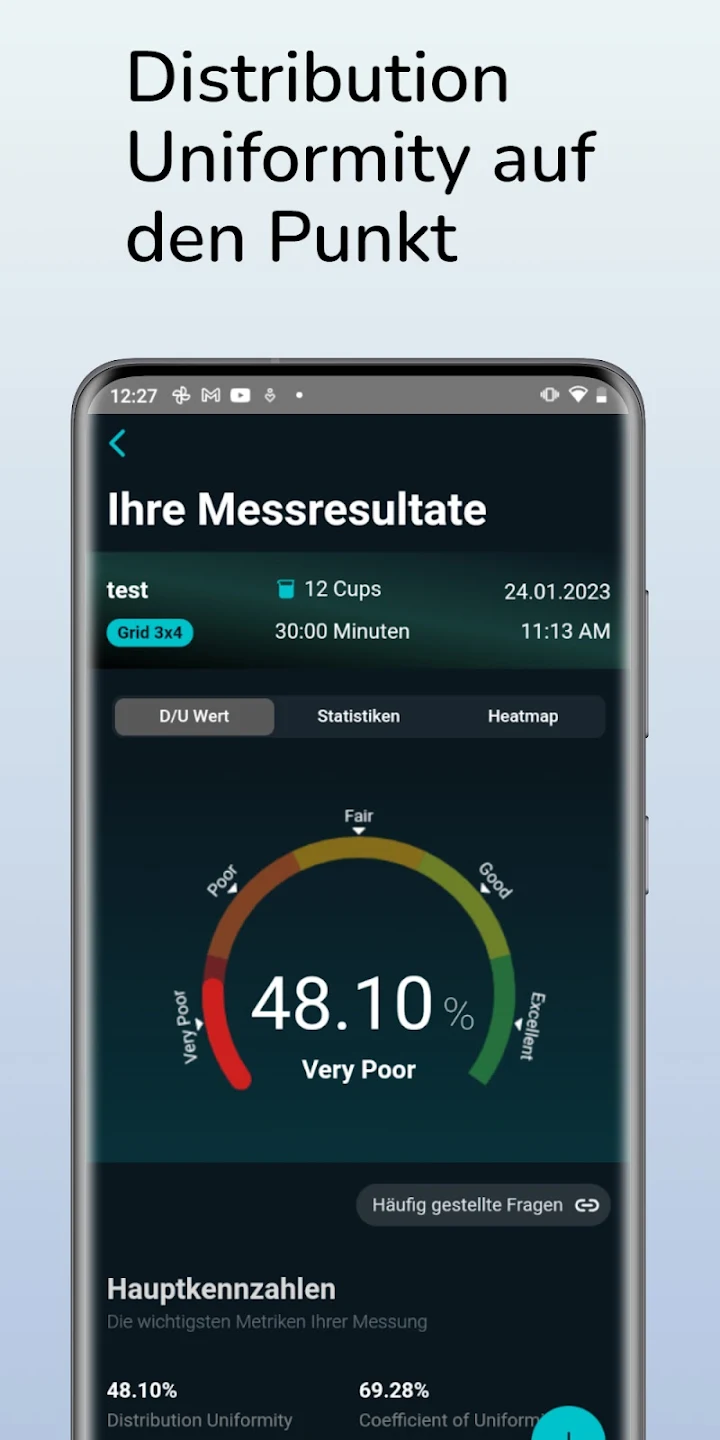 Distribution
Uniformity auf
den Punkt
12:27
Ihre Messresultate
test
12 Cups
24.01.2023
Grid 3x4
30:00 Minuten
11:13 AM
D/U Wert
Statistiken
Heatmap
Fair
Poor
Good
Very Poor
48.10 %
Excellent
Very Poor
Häufig gestellte Fragen
Hauptkennzahlen
Die wichtigsten Metriken Ihrer Messung
48.10%
69.28%
Distribution Uniformity
Coefficient of Uniform